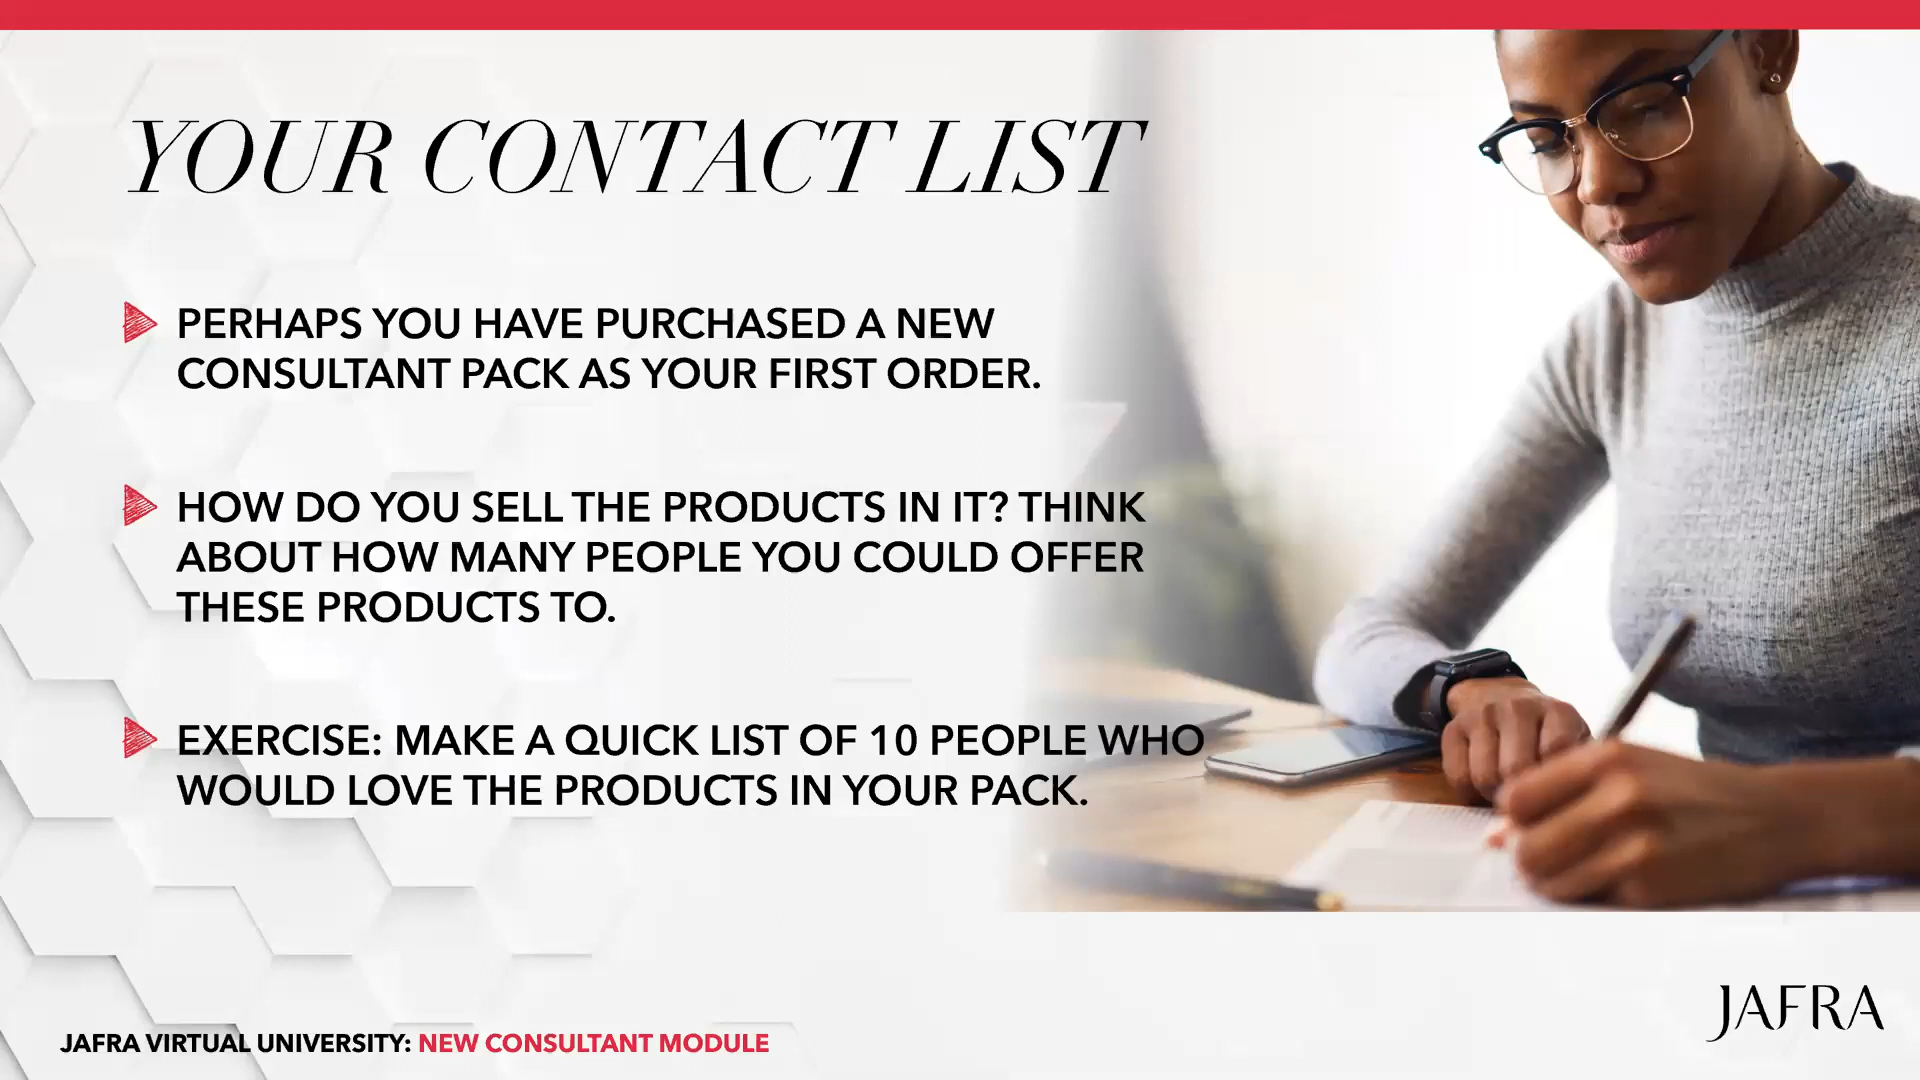 YOUR CONTACT LIST
PERHAPS YOU HAVE PURCHASED A NEW
CONSULTANT PACK AS YOUR FIRST ORDER.
HOW DO YOU SELL THE PRODUCTS IN IT? THINK
ABOUT HOW MANY PEOPLE YOU COULD OFFER
THESE PRODUCTS TO.
EXERCISE: MAKE A QUICK LIST OF 10 PEOPLE WHO
WOULD LOVE THE PRODUCTS IN YOUR PACK.
JAFRA
JAFRA VIRTUAL UNIVERSITY: NEW CONSULTANT MODULE